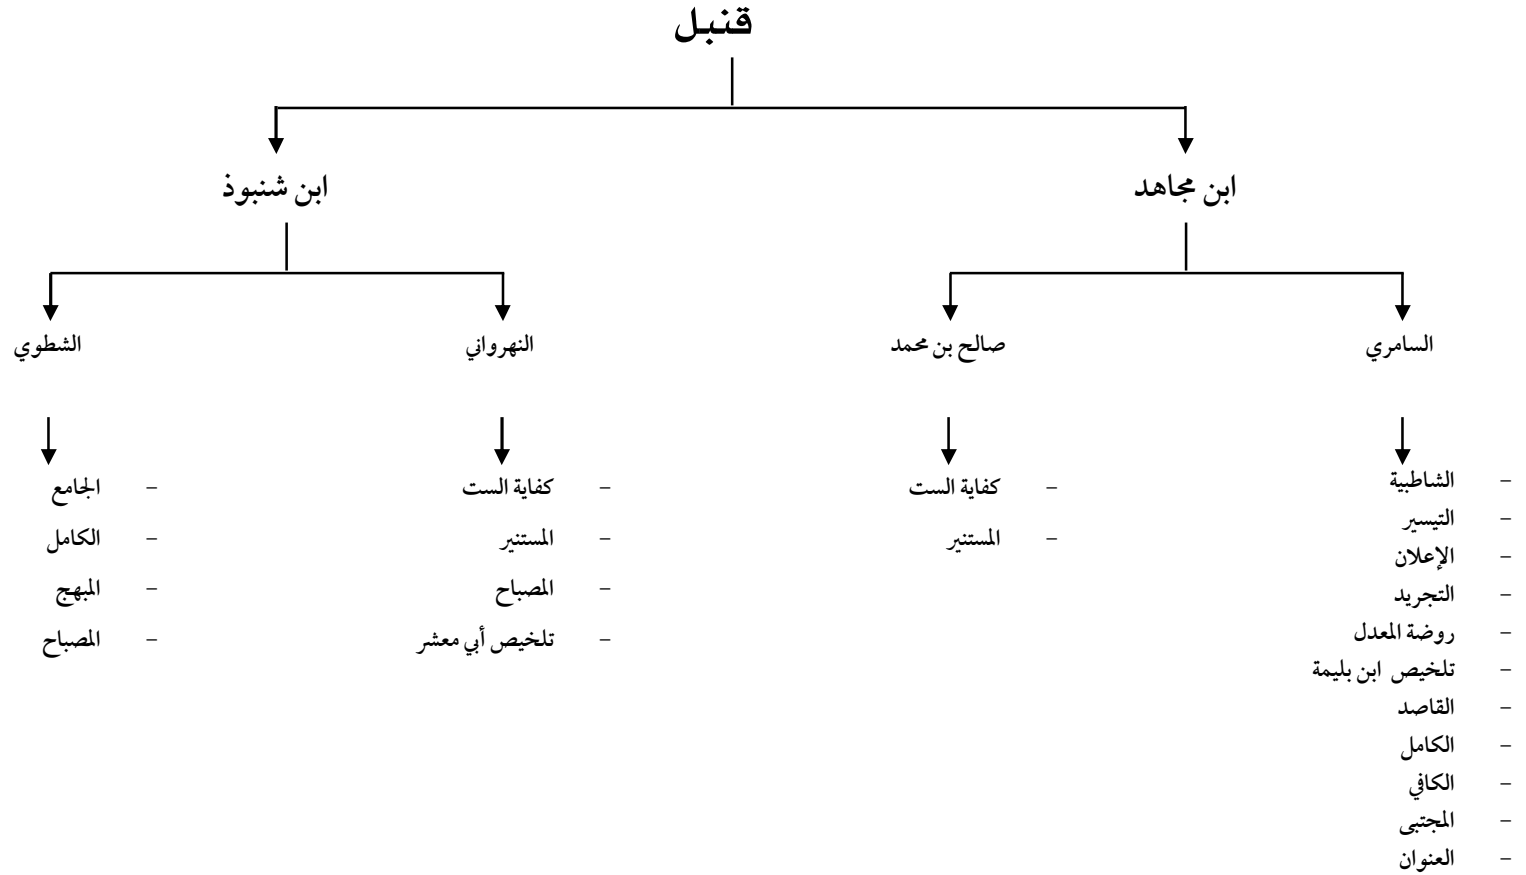 قنبل
ابن مجاهد
ابن شنبوذ
السامري
صالح بن محمد
النهرواني
الشطوي
- الشاطبية
- التيسير
- الإعلان
- التجريد
- روضة المعدل
- تلخيص ابن بليمة
- القاصد
- الكامل
- الكافي
- المجتبى
- العنوان
- كفاية الست
- المستنير
- كفاية الست
- المستنير
- المصباح
- تلخيص أبي معشر
- الجامع
- الكامل
- المبهج
- المصباح